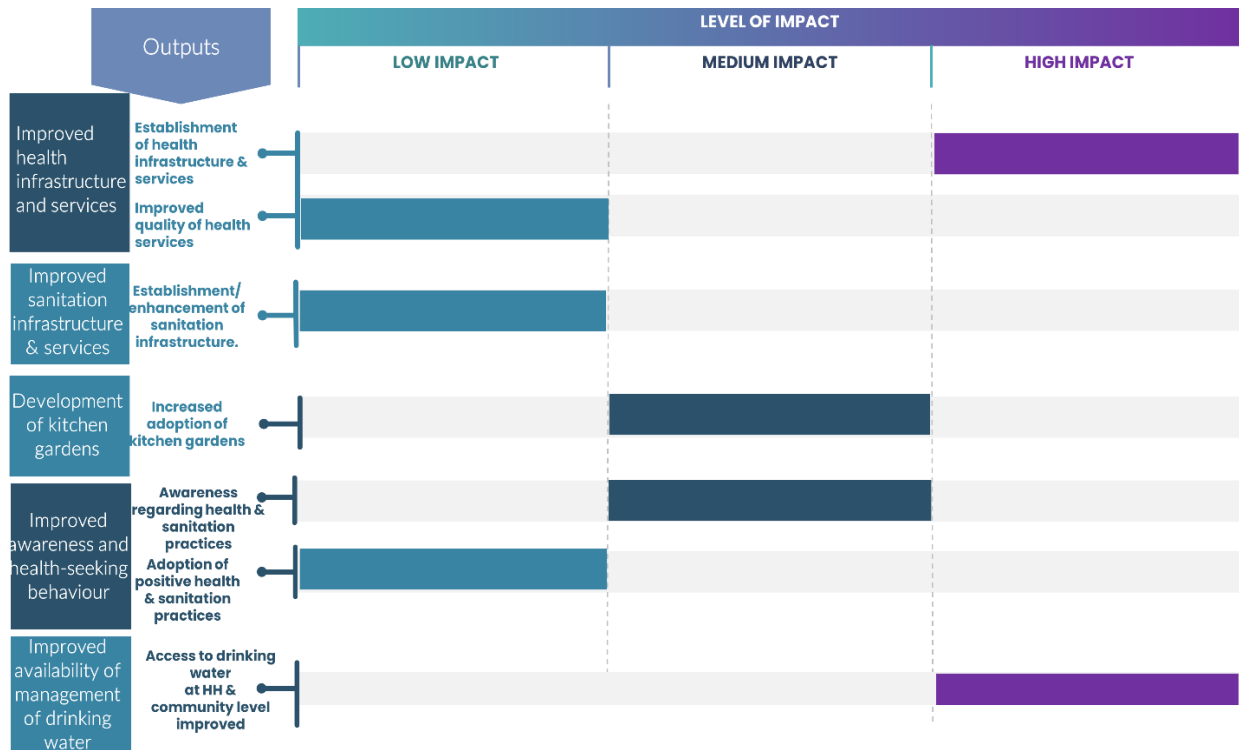 Outputs
LEVEL OF IMPACT
LOW IMPACT
MEDIUM IMPACT
HIGH IMPACT
Improved
health
infrastructure
and services
Establishment
of health
infrastructure &
services
Improved
quality of health
services
Improved
sanitation
infrastructure
& services
Establishment/
enhancement of
sanitation
infrastructure.
Development
of kitchen
gardens
Increased
adoption of
kitchen gardens
Improved
awareness and
health-seeking
behaviour
Awareness
regarding health &
sanitation
practices
Adoption of
positive health
& sanitation
practices
Improved
availability of
management
of drinking
water
Access to drinking
water
at HH &
community level
improved